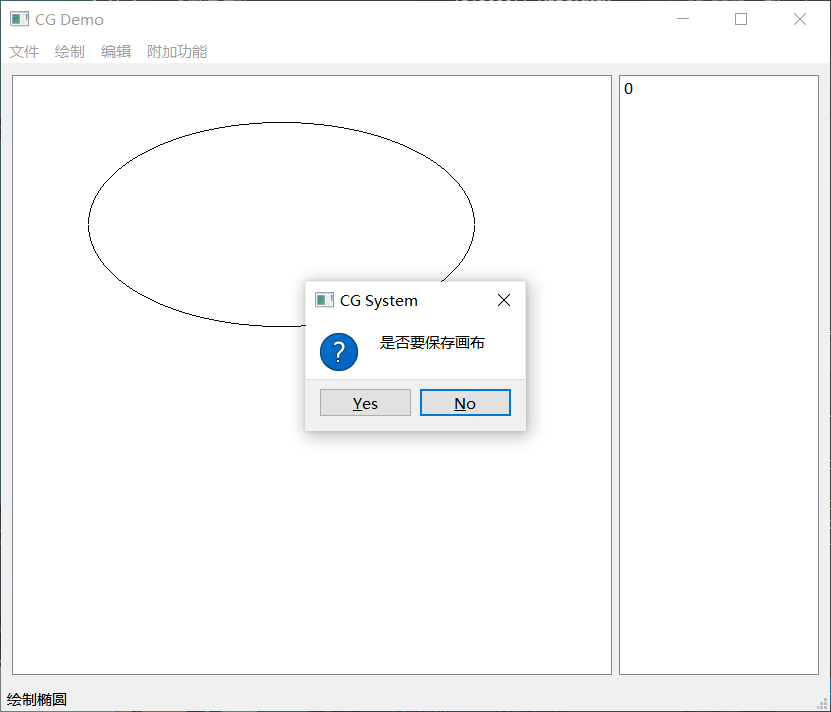 CG Demo
文件 绘制 编辑 附加功能
0
CG System
?
是否要保存画布
Yes No
绘制椭圆